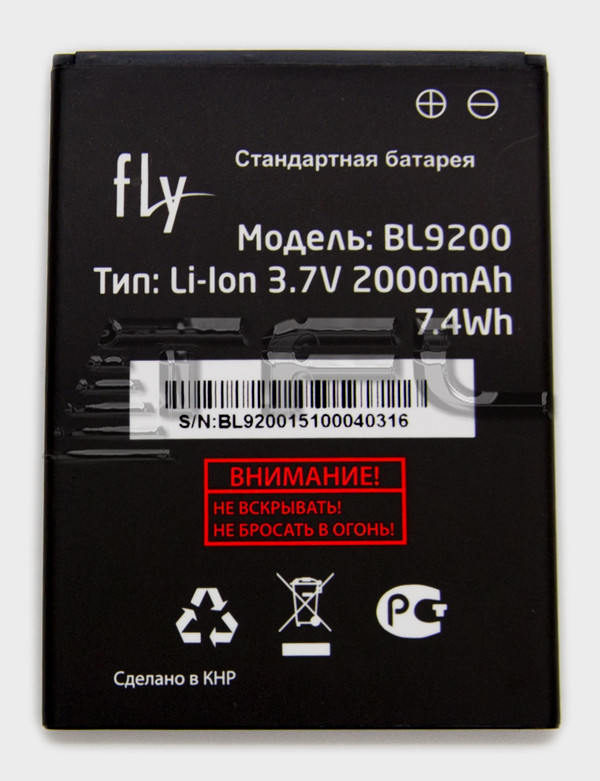 fly
Стандартная батарея
Модель: BL9200
Тип: Li-Ion 3.7V 2000mAh
7.4Wh
S/N:BL920015100040316
ВНИМАНИЕ!
НЕ ВСКРЫВАТЬ!
НЕ БРОСАТЬ В ОГОНЬ!
РСТ
Сделано в КНР